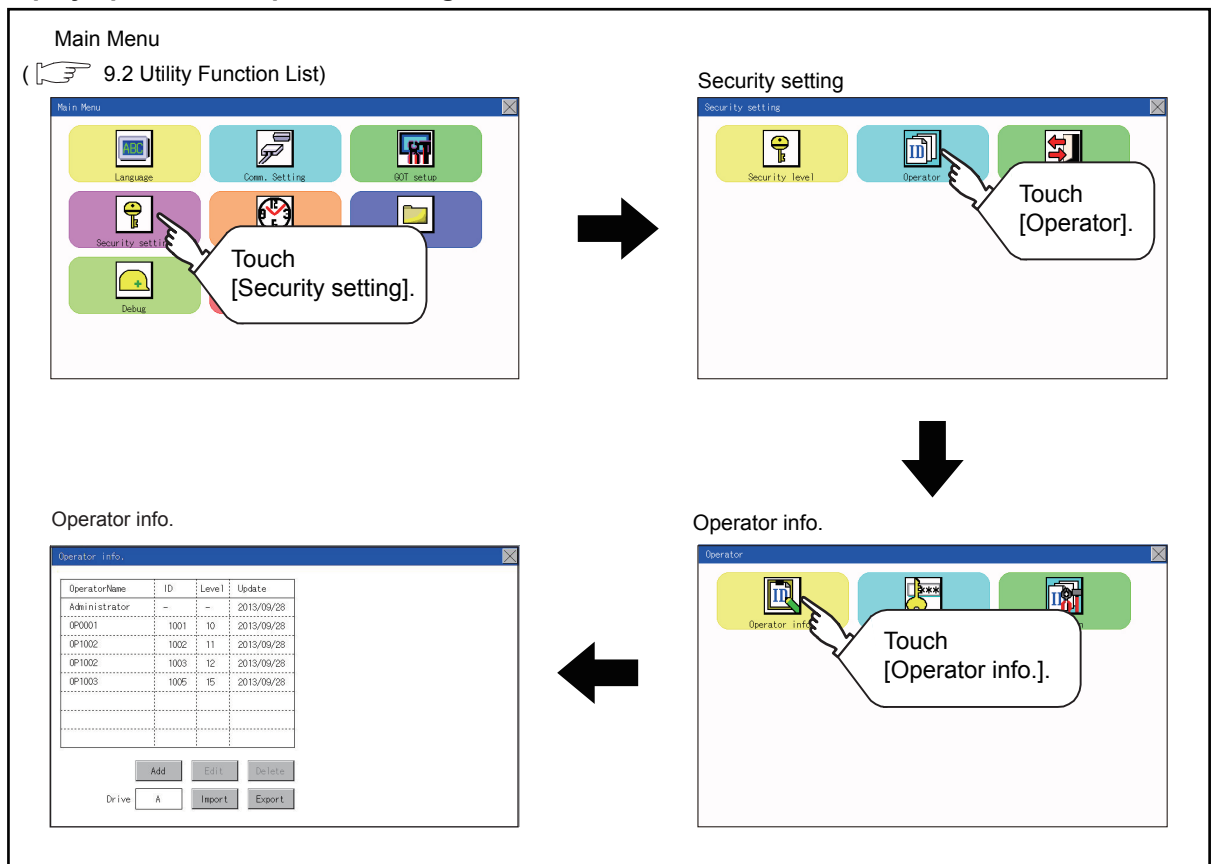 Main Menu
( 9.2 Utility Function List)
Main Menu
Language
Comm. Setting
GOT setup
Security setting
Debug
Touch
[Security setting].
Security setting
Security setting
Security level
Operator
Touch
[Operator].
Operator info.
Operator
Operator info
Touch
[Operator info.].
Operator info.
Operator info.
OperatorName ID Level Update
Administrator - - 2013/09/28
OP0001 1001 10 2013/09/28
OP1002 1002 11 2013/09/28
OP1002 1003 12 2013/09/28
OP1003 1005 15 2013/09/28
Add Edit Delete
Drive A Import Export